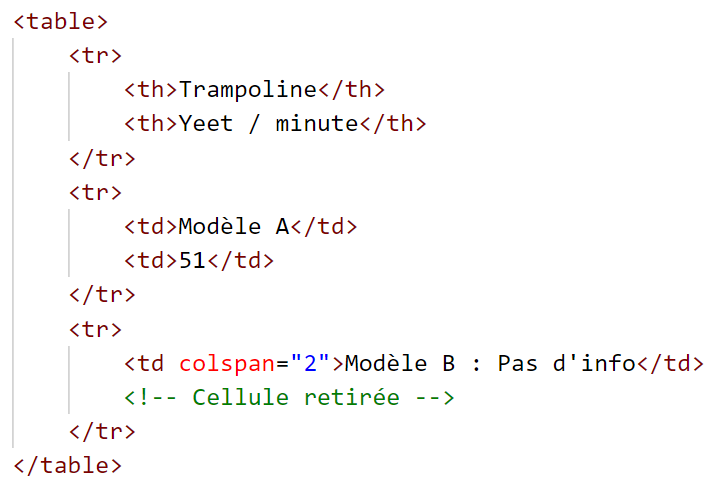 <table>
<tr>
<th>Trampoline</th>
<th>Yeet / minute</th>
</tr>
<tr>
<td>Modèle A</td>
<td>51</td>
</tr>
<tr>
<td colspan="2">Modèle B : Pas d'info</td>
<!-- Cellule retirée -->
</tr>
</table>